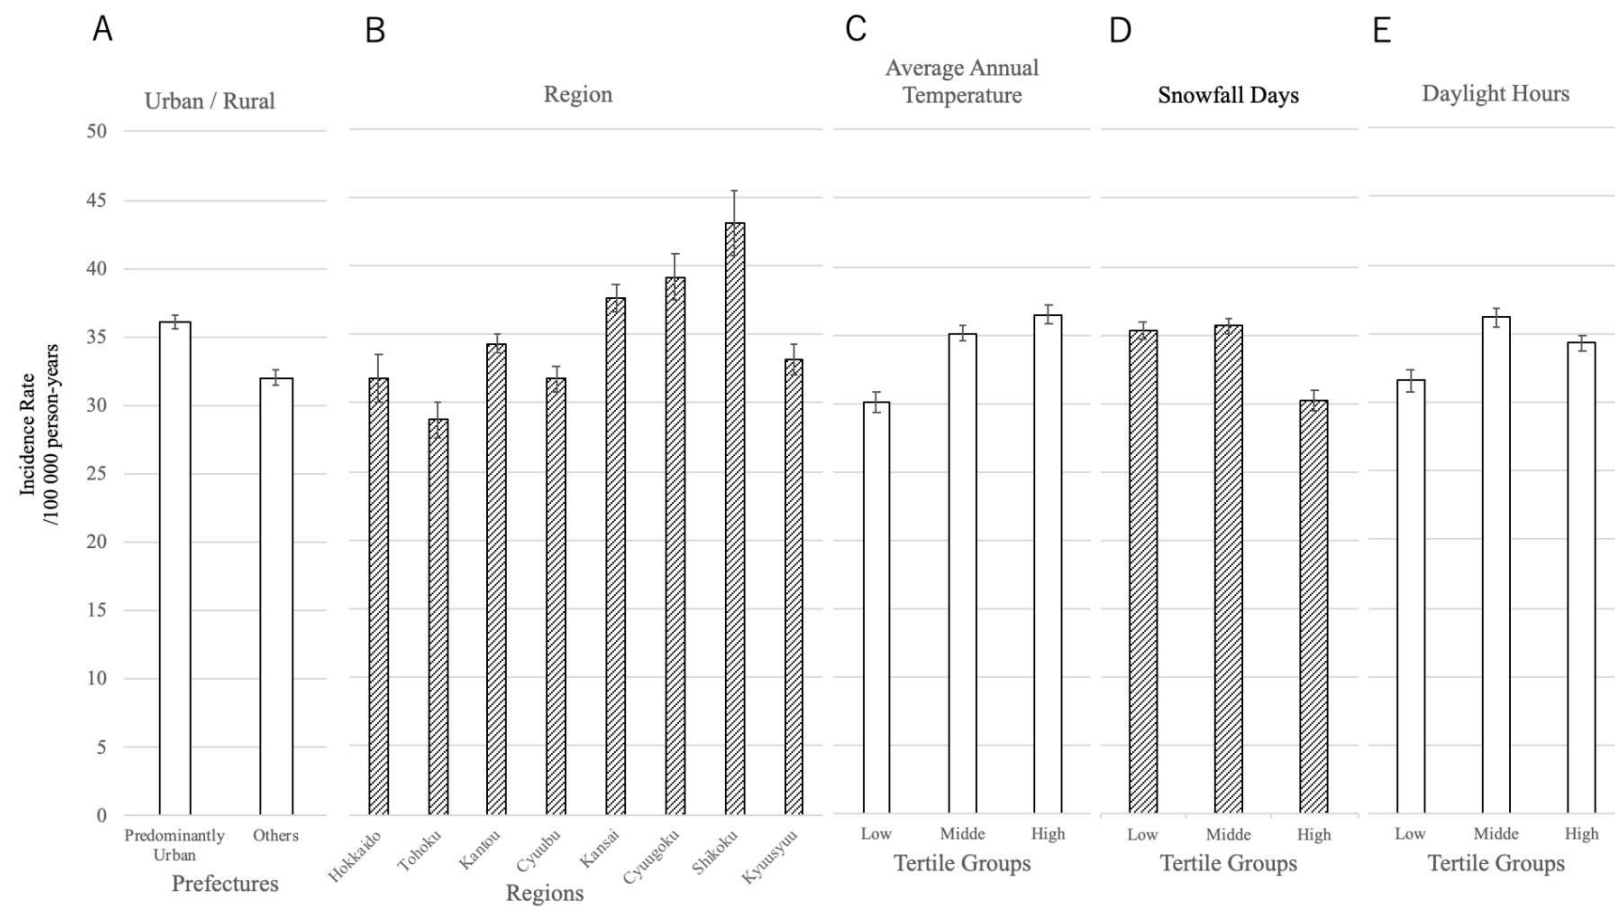 A
B
C
D
E
Urban / Rural
Region
Average Annual
Temperature
Snowfall Days
Daylight Hours
50
45
40
35
30
25
20
15
10
5
0
Incidence Rate
/100 000 person-years
Predominantly
Urban
Others
Prefectures
Hokkaido
Tohoku
Kantou
Cyuubu
Kansai
Cyuugoku
Shikoku
Kyuusyuu
Regions
Low
Midde
High
Tertile Groups
Low
Midde
High
Tertile Groups
Low
Midde
High
Tertile Groups